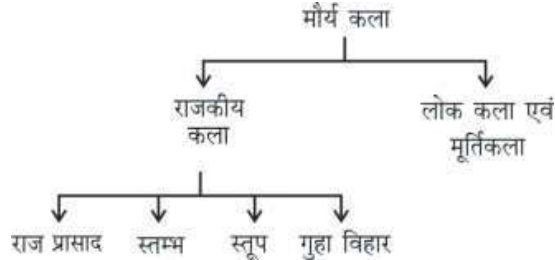 मौर्य कला
राजकीय
कला
लोक कला एवं
मूर्तिकला
राज प्रासाद स्तम्भ स्तूप गुहा विहार